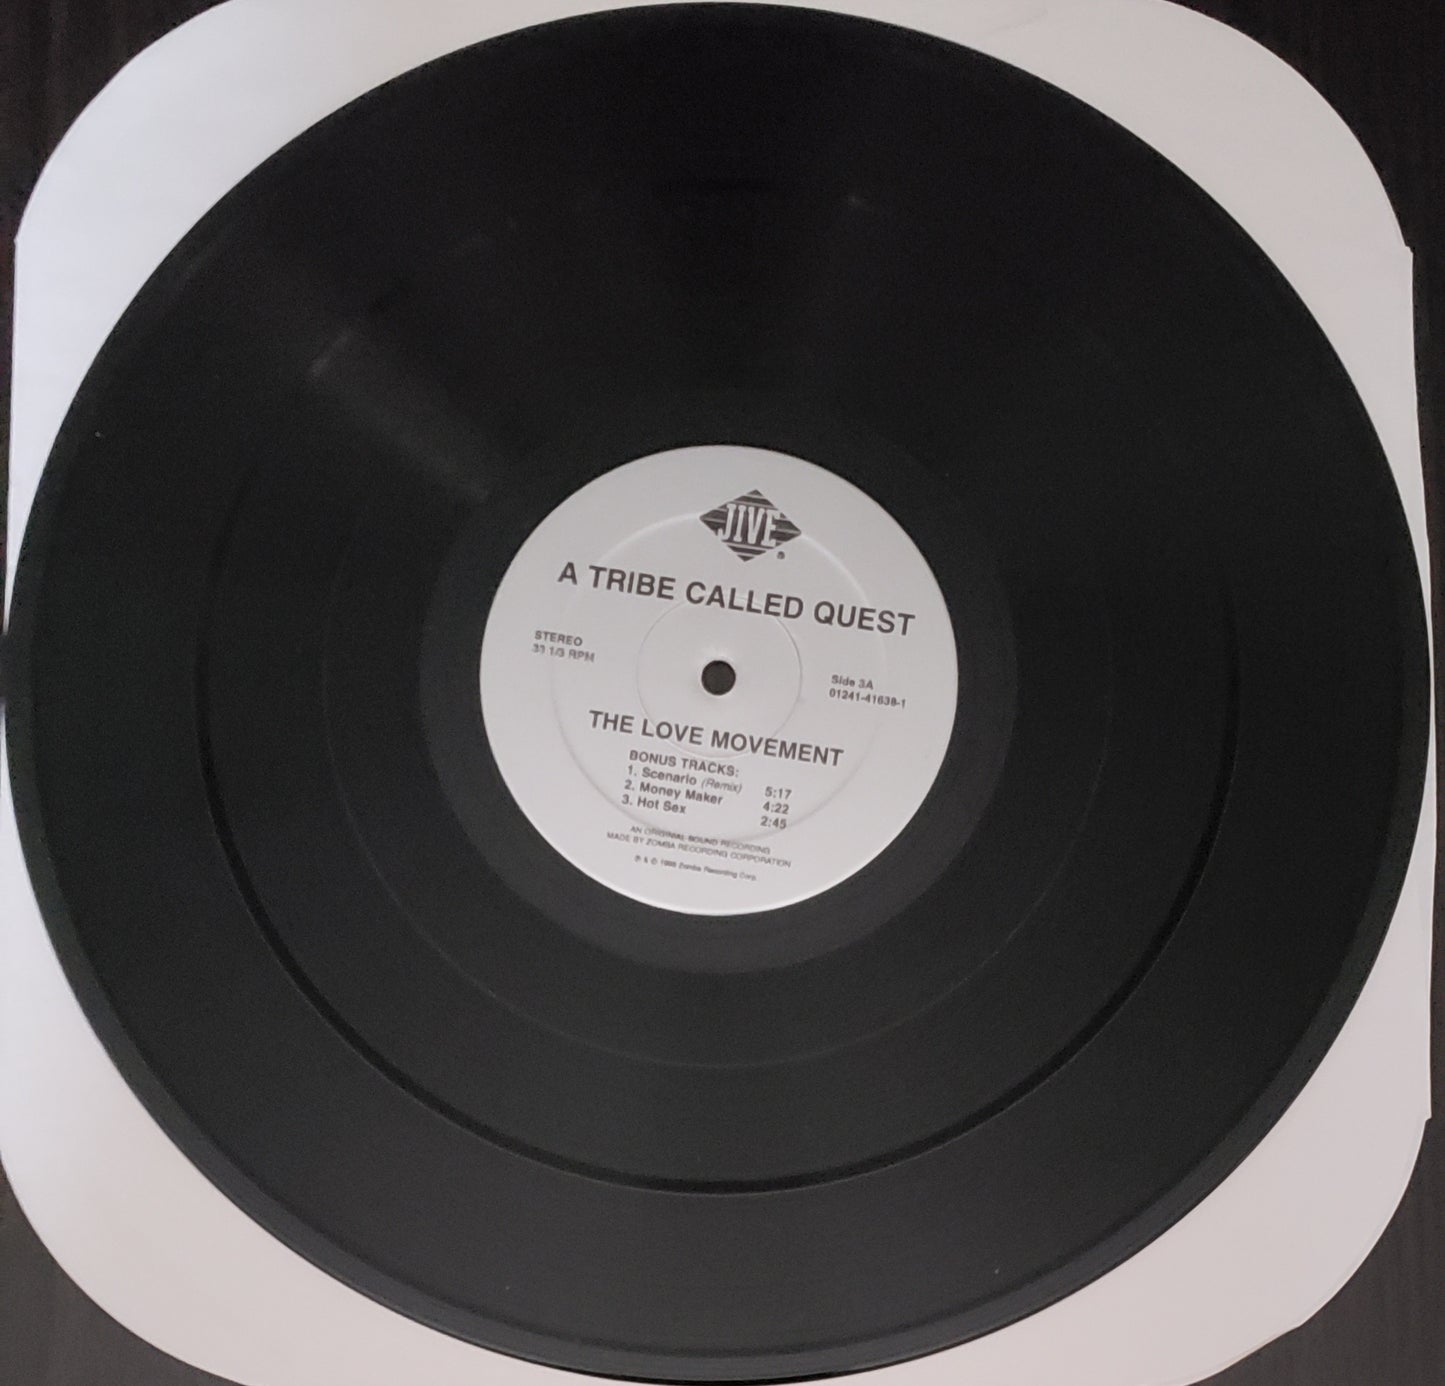 JIVE
®
A TRIBE CALLED QUEST
STEREO
33 1/3 RPM
Side 3A
01241-41638-1
THE LOVE MOVEMENT
BONUS TRACKS:
1. Scenario (Remix) 5:17
2. Money Maker 4:22
3. Hot Sex 2:45
AN ORIGINAL SOUND RECORDING
MADE BY ZOMBA RECORDING CORPORATION
℗ & © 1998 Zomba Recording Corp.